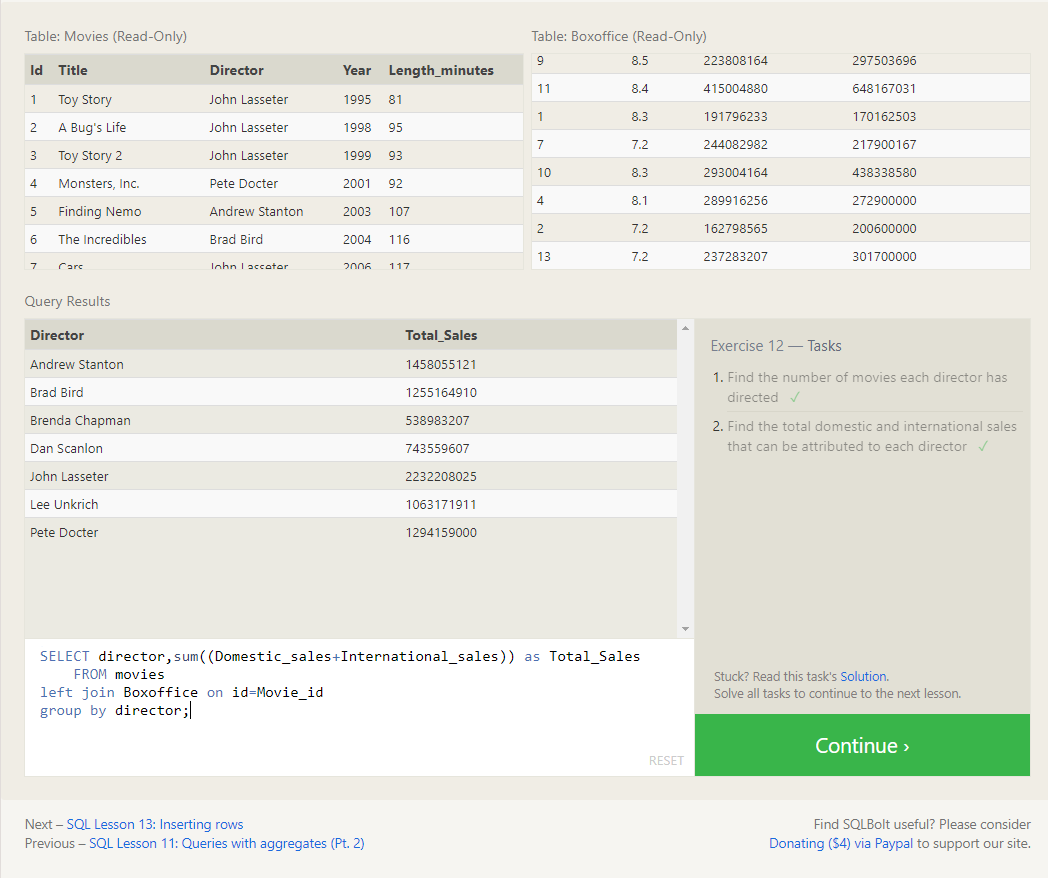 Table: Movies (Read-Only)
Id Title Director Year Length_minutes
1 Toy Story John Lasseter 1995 81
2 A Bug's Life John Lasseter 1998 95
3 Toy Story 2 John Lasseter 1999 93
4 Monsters, Inc. Pete Docter 2001 92
5 Finding Nemo Andrew Stanton 2003 107
6 The Incredibles Brad Bird 2004 116
7 Cars John Lasseter 2006 117
Table: Boxoffice (Read-Only)
9 8.5 223808164 297503696
11 8.4 415004880 648167031
1 8.3 191796233 170162503
7 7.2 244082982 217900167
10 8.3 293004164 438338580
4 8.1 289916256 272900000
2 7.2 162798565 200600000
13 7.2 237283207 301700000
Query Results
Director Total_Sales
Andrew Stanton 1458055121
Brad Bird 1255164910
Brenda Chapman 538983207
Dan Scanlon 743559607
John Lasseter 2232208025
Lee Unkrich 1063171911
Pete Docter 1294159000
SELECT director,sum((Domestic_sales+International_sales)) as Total_Sales
FROM movies
left join Boxoffice on id=Movie_id
group by director;
RESET
Exercise 12 — Tasks
1. Find the number of movies each director has
directed ✓
2. Find the total domestic and international sales
that can be attributed to each director ✓
Stuck? Read this task's Solution.
Solve all tasks to continue to the next lesson.
Continue ›
Next – SQL Lesson 13: Inserting rows
Previous – SQL Lesson 11: Queries with aggregates (Pt. 2)
Find SQLBolt useful? Please consider
Donating ($4) via Paypal to support our site.